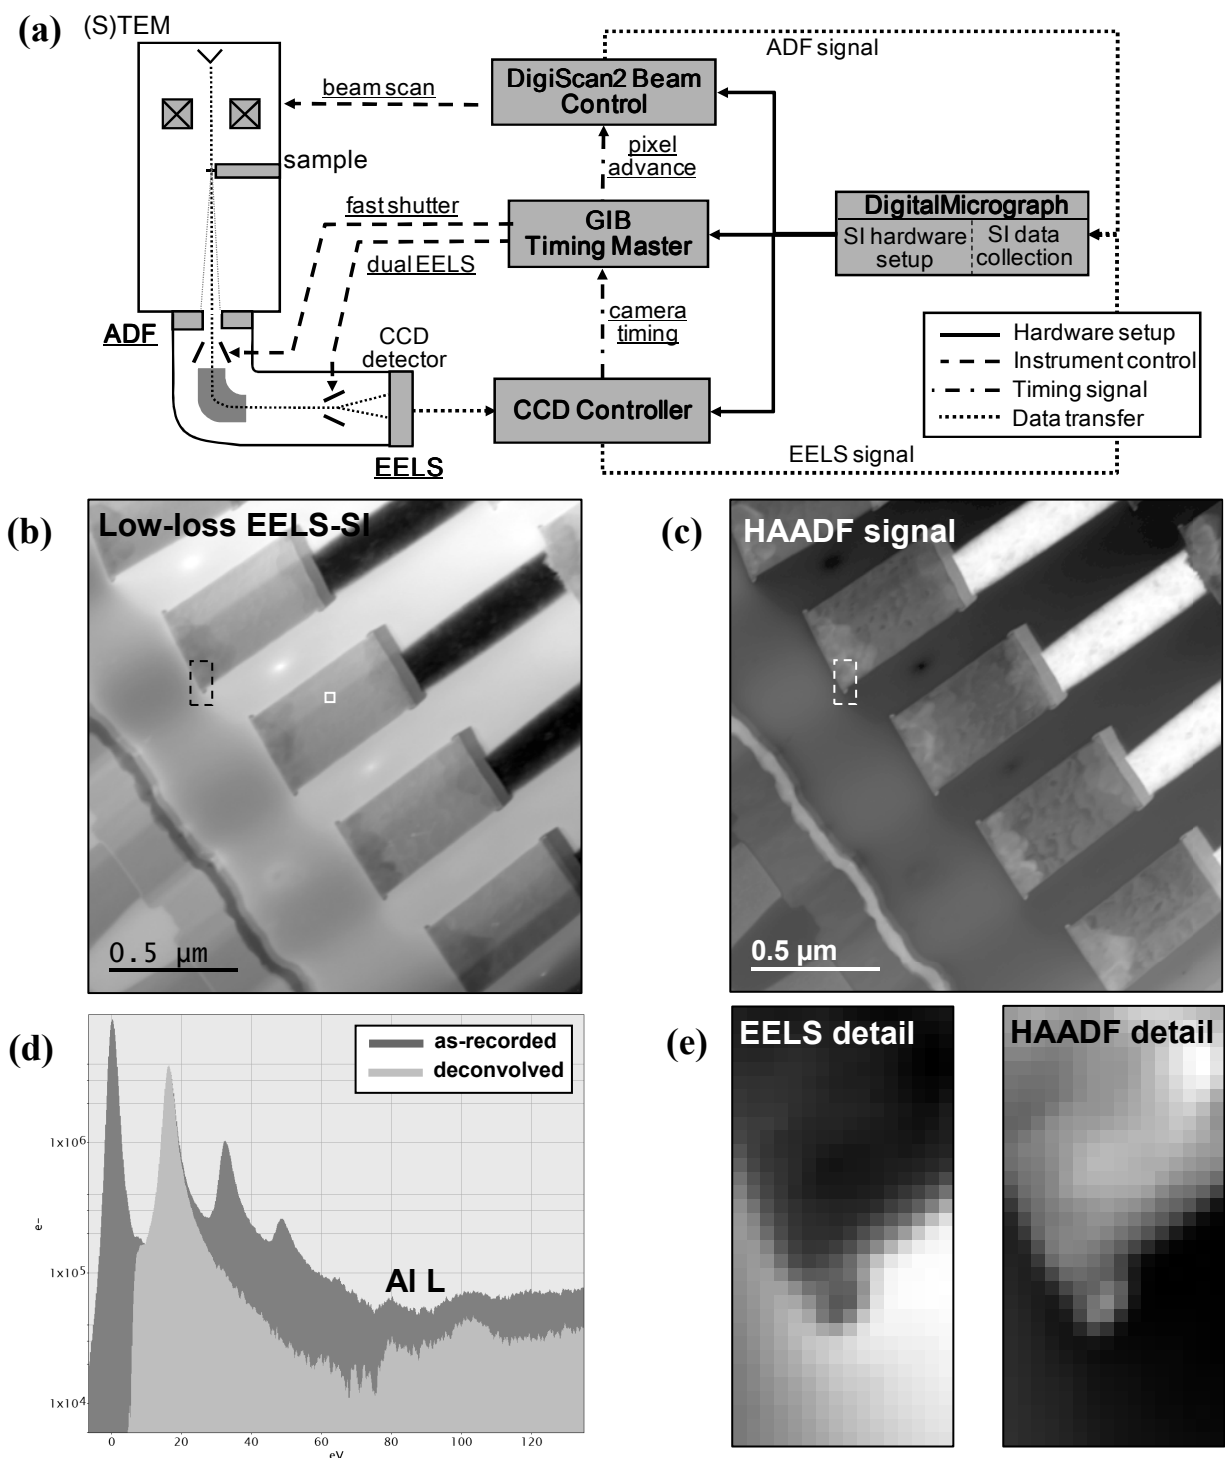 (a) (S)TEM
ADF signal
beam scan
DigiScan2 Beam
Control
sample
pixel
advance
fast shutter
GIB
Timing Master
dual EELS
DigitalMicrograph
SI hardware
setup
SI data
collection
ADF
CCD
detector
camera
timing
CCD Controller
EELS
EELS signal
Hardware setup
Instrument control
Timing signal
Data transfer
(b) Low-loss EELS-SI
0.5 µm
(c) HAADF signal
0.5 µm
(d)
as-recorded
deconvolved
1x10⁶
e-
1x10⁵
Al L
1x10⁴
0 20 40 60 80 100 120
eV
(e) EELS detail
HAADF detail